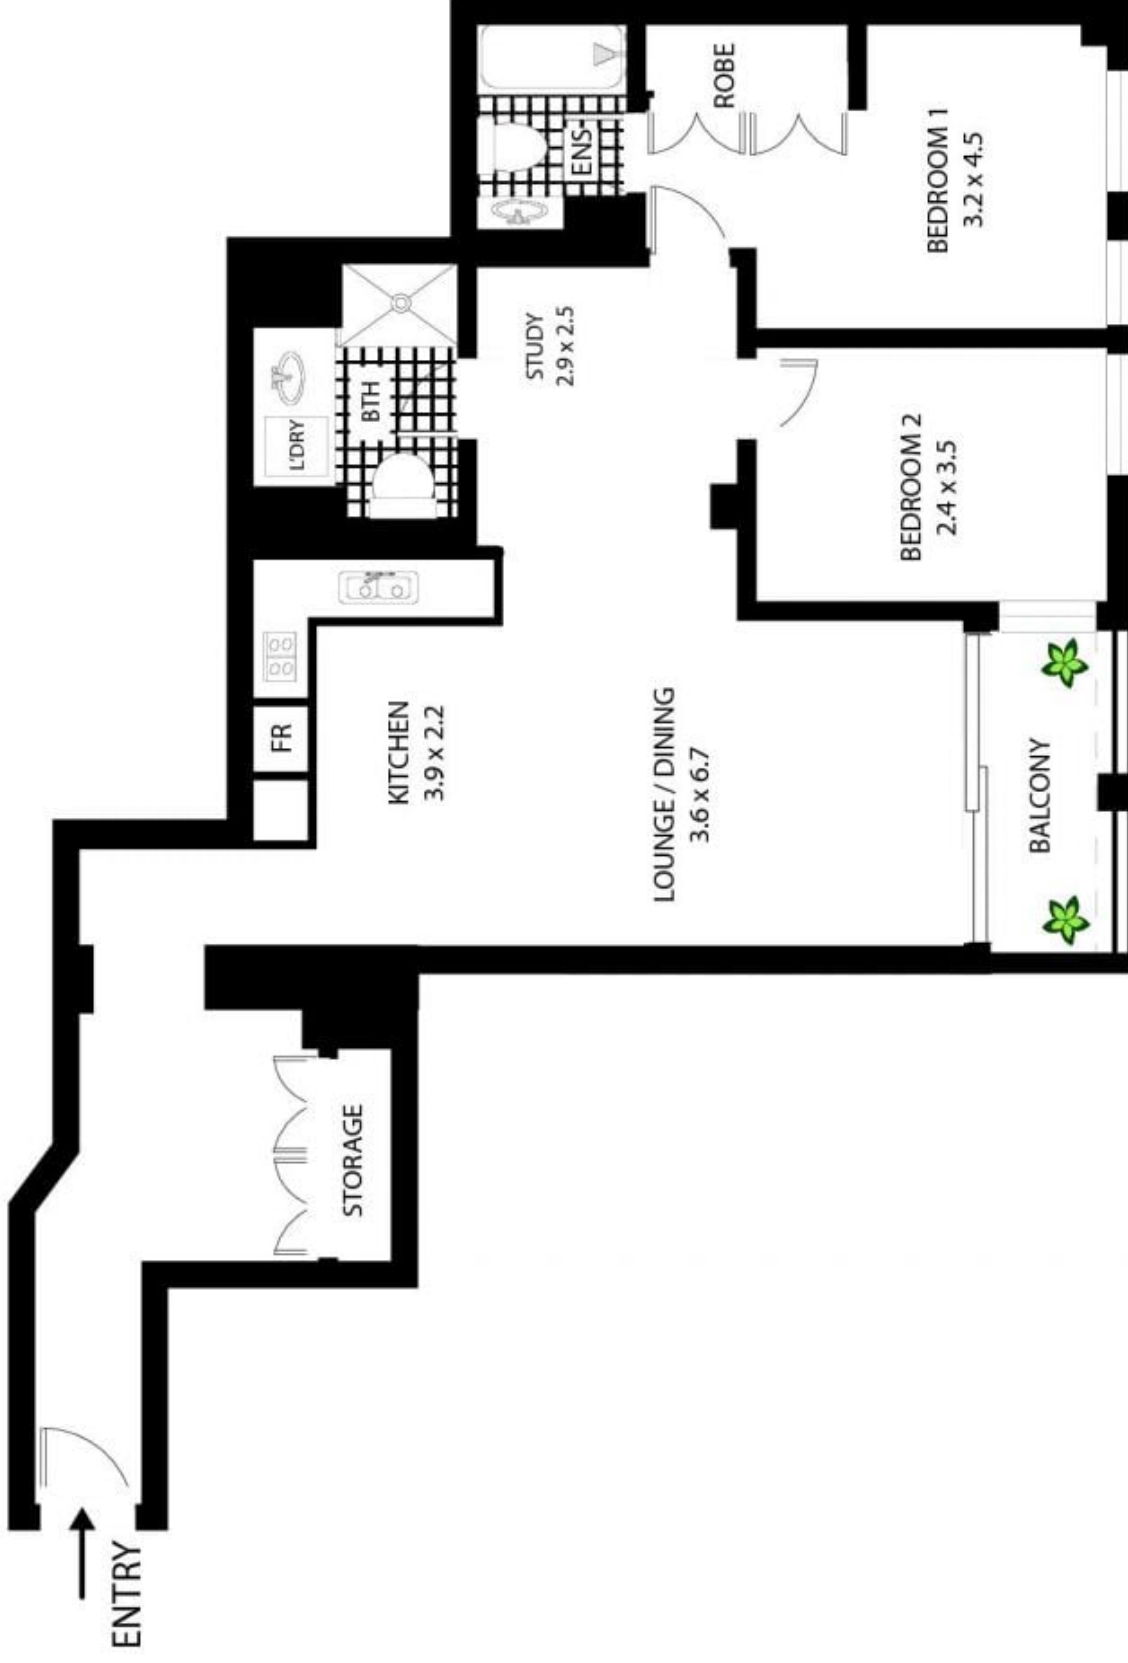 ENTRY
STORAGE
FR
L'DRY
BTH
KITCHEN
3.9 x 2.2
STUDY
2.9 x 2.5
ENS
ROBE
LOUNGE / DINING
3.6 x 6.7
BEDROOM 1
3.2 x 4.5
BEDROOM 2
2.4 x 3.5
BALCONY